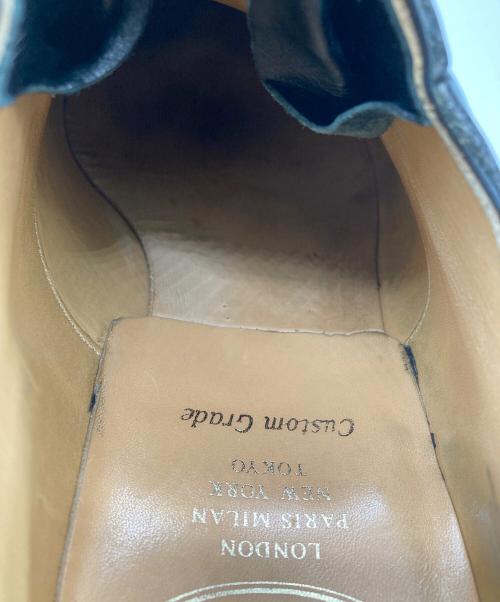 LONDON
PARIS MILAN
NEW YORK
TOKYO
Custom Grade